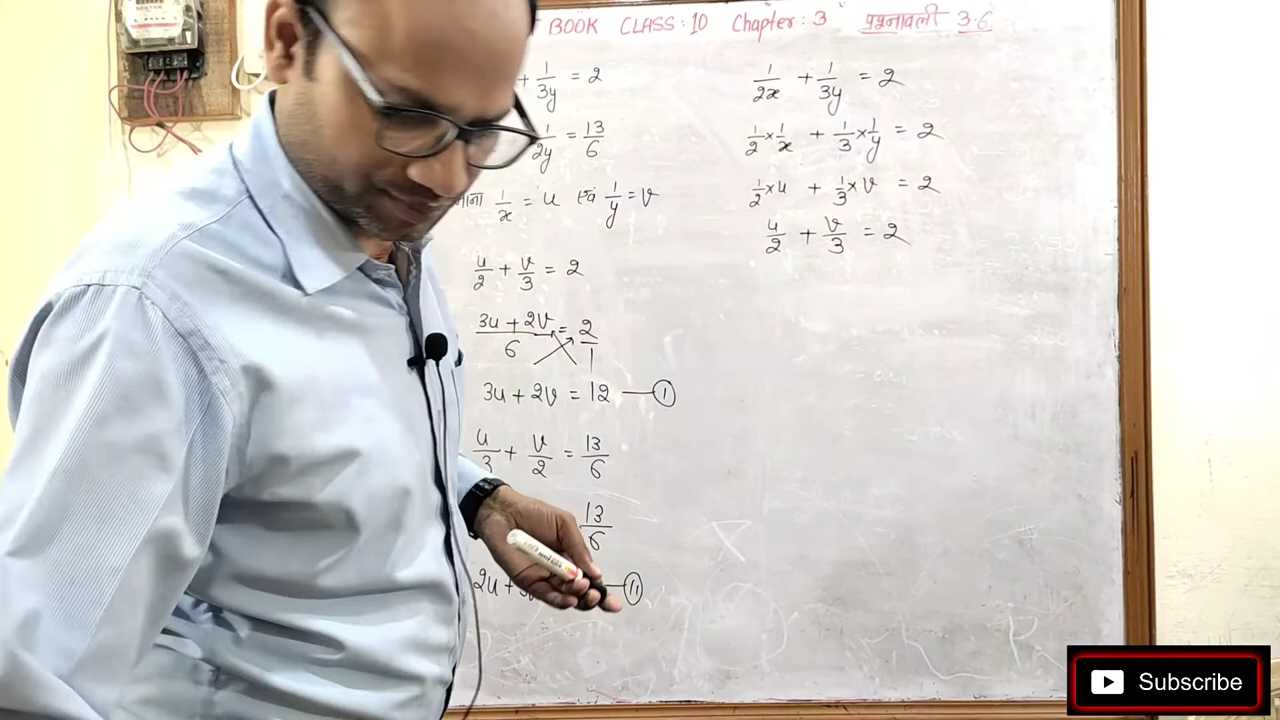 BOOK CLASS: 10 Chapter: 3 प्रश्नावली 3.6
+ 1/3y = 2
1/2y = 13/6
माना 1/x = u एवं 1/y = v
u/2 + v/3 = 2
3u + 2v / 6 = 2/1
3u + 2v = 12 — (1)
u/3 + v/2 = 13/6
13/6
2u + — (11)
1/2x + 1/3y = 2
1/2 × 1/x + 1/3 × 1/y = 2
1/2 × u + 1/3 × v = 2
u/2 + v/3 = 2
Subscribe